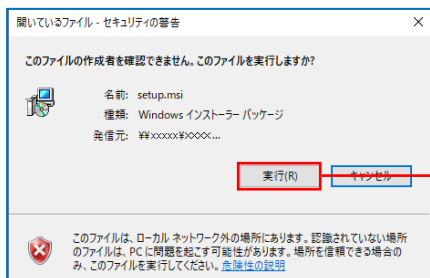 開いているファイル - セキュリティの警告
このファイルの作成者を確認できません。このファイルを実行しますか?
名前: setup.msi
種類: Windows インストーラー パッケージ
発信元: ¥¥xxxxx¥xxxx...
実行(R)
キャンセル
このファイルは、ローカル ネットワーク外の場所にあります。認識されていない場所
のファイルは、PC に問題を起こす可能性があります。場所を信頼できる場合の
み、このファイルを実行してください。危険性の説明